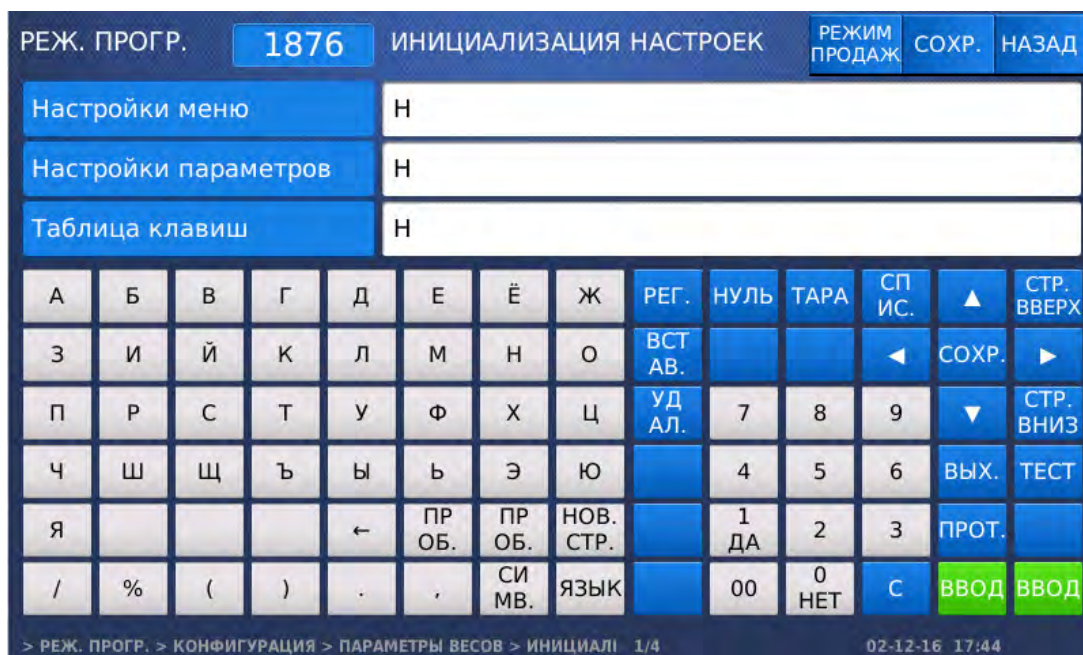 РЕЖ. ПРОГР. 1876 ИНИЦИАЛИЗАЦИЯ НАСТРОЕК РЕЖИМ ПРОДАЖ СОХР. НАЗАД
Настройки меню Н
Настройки параметров Н
Таблица клавиш Н
А Б В Г Д Е Ё Ж РЕГ. НУЛЬ ТАРА СП ИС. ▲ СТР. ВВЕРХ
З И Й К Л М Н О ВСТ АВ. ◀ СОХР. ▶
П Р С Т У Ф Х Ц УД АЛ. 7 8 9 ▼ СТР. ВНИЗ
Ч Ш Щ Ъ Ы Ь Э Ю 4 5 6 ВЫХ. ТЕСТ
Я ← ПР ОБ. ПР ОБ. НОВ. СТР. 1 ДА 2 3 ПРОТ.
/ % ( ) . , СИ МВ. ЯЗЫК 00 0 НЕТ С ВВОД ВВОД
> РЕЖ. ПРОГР. > КОНФИГУРАЦИЯ > ПАРАМЕТРЫ ВЕСОВ > ИНИЦИАЛІ 1/4 02-12-16 17:44